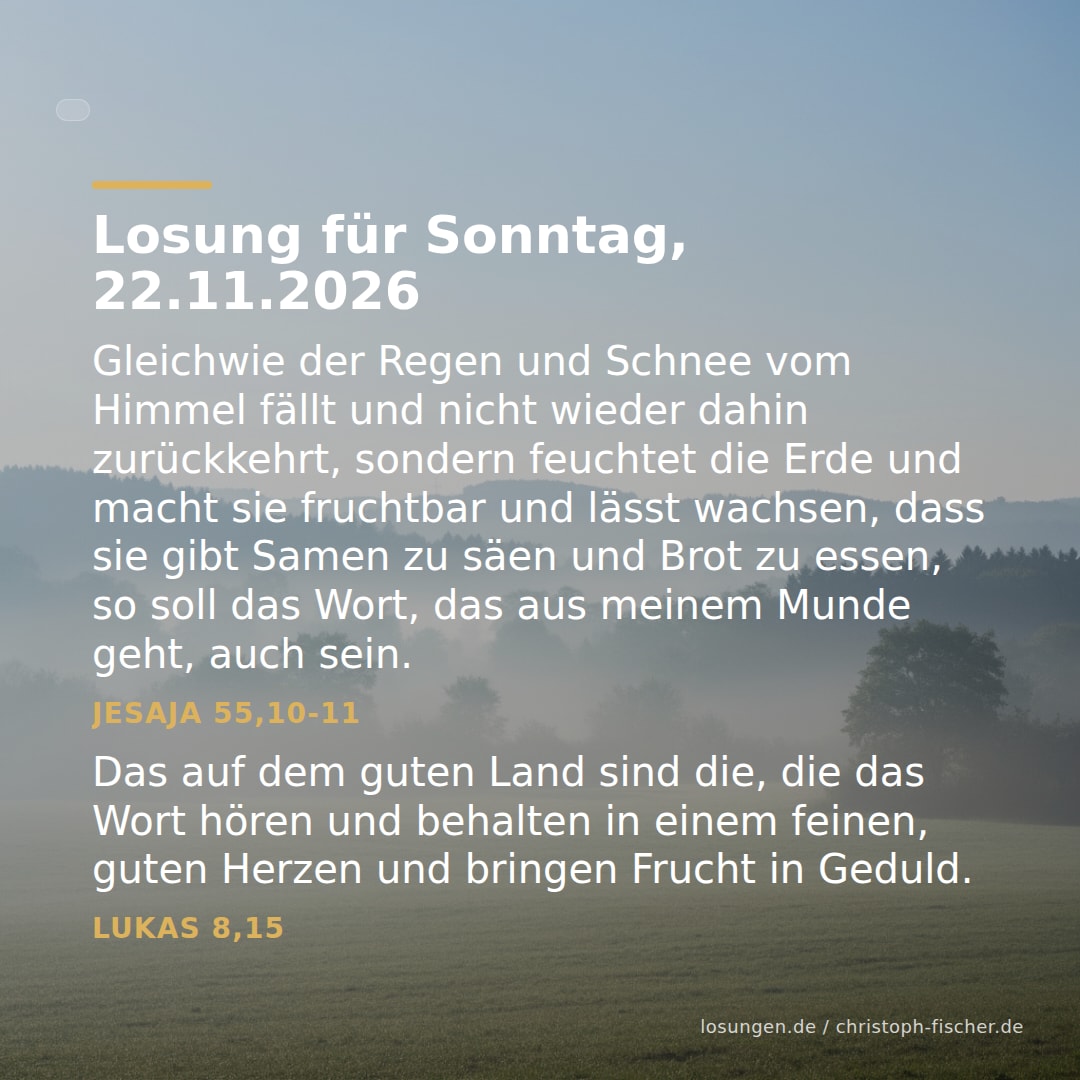 Losung für Sonntag,
22.11.2026
Gleichwie der Regen und Schnee vom
Himmel fällt und nicht wieder dahin
zurückkehrt, sondern feuchtet die Erde und
macht sie fruchtbar und lässt wachsen, dass
sie gibt Samen zu säen und Brot zu essen,
so soll das Wort, das aus meinem Munde
geht, auch sein.
JESAJA 55,10-11
Das auf dem guten Land sind die, die das
Wort hören und behalten in einem feinen,
guten Herzen und bringen Frucht in Geduld.
LUKAS 8,15
losungen.de / christoph-fischer.de